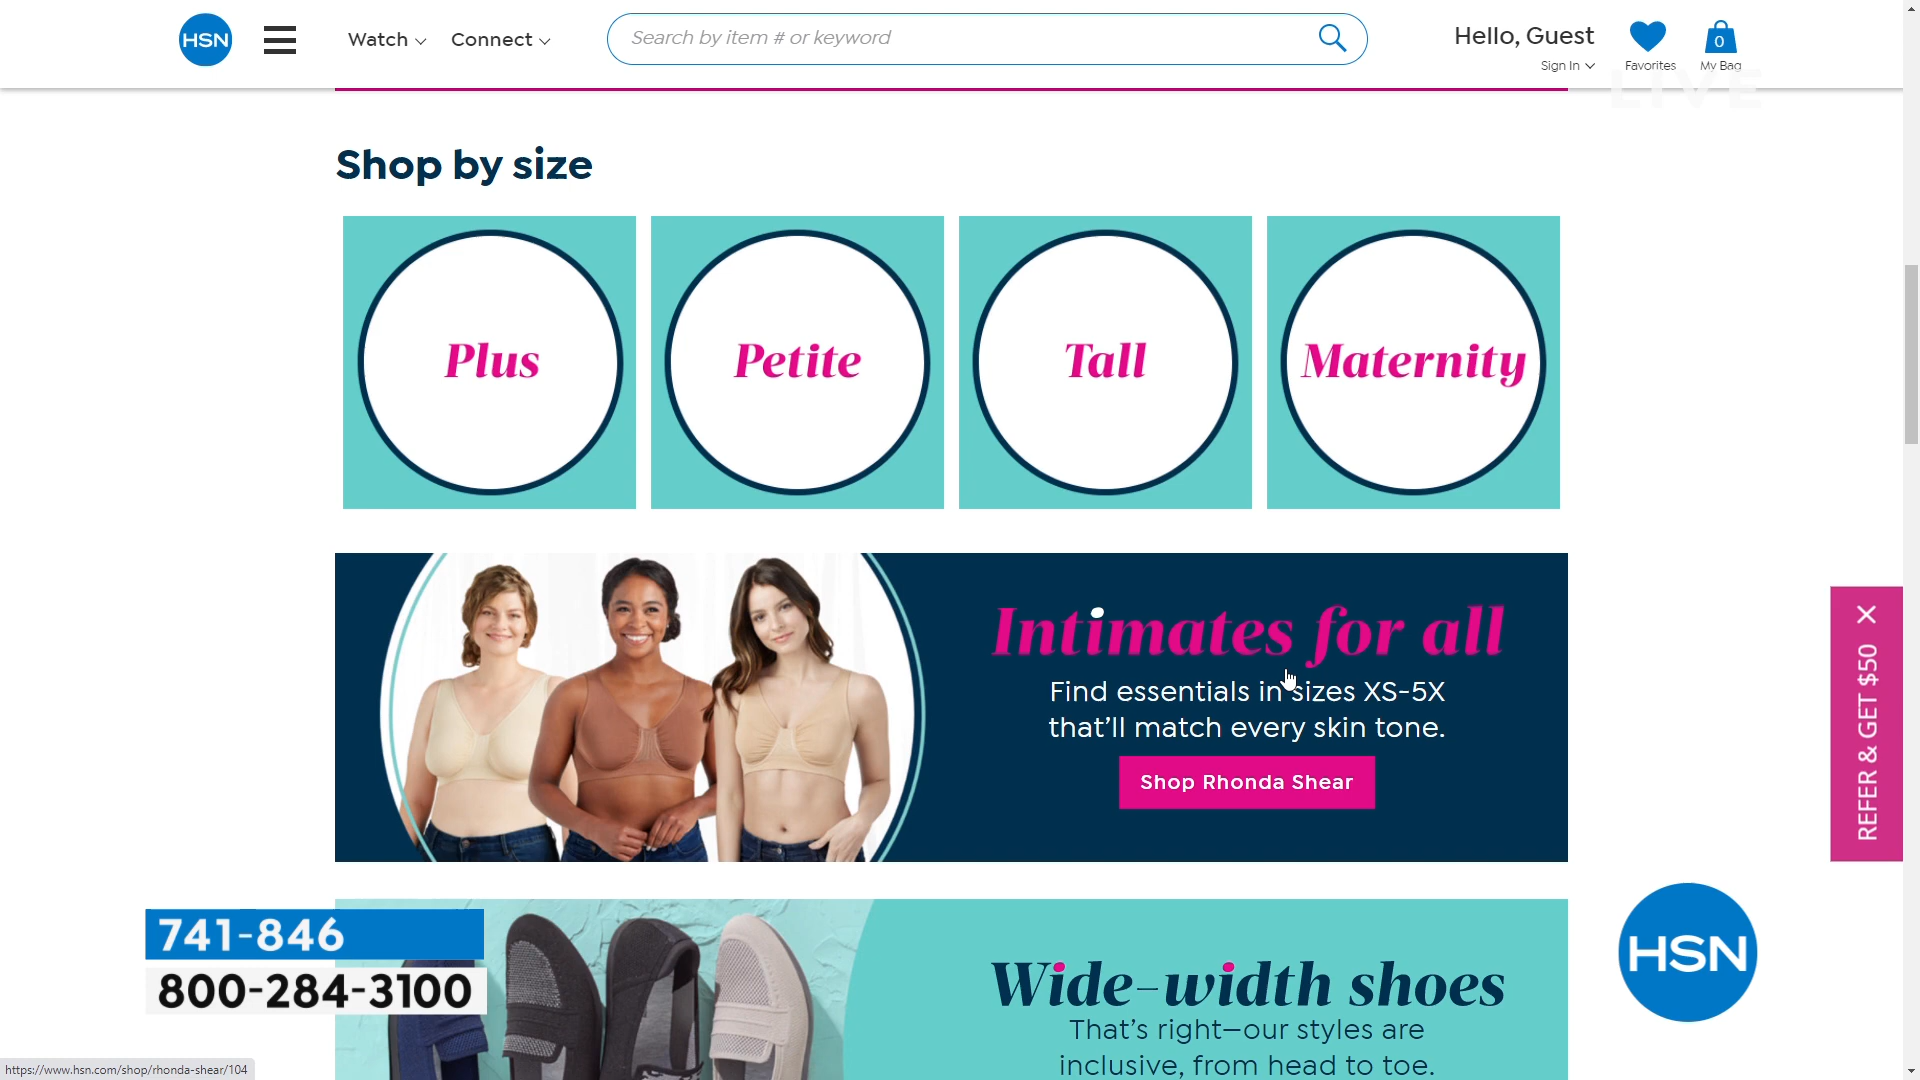 HSN
Watch
Connect
Search by item # or keyword
Hello, Guest
Sign In
Favorites
0
My Bag
LIVE
Shop by size
Plus
Petite
Tall
Maternity
Intimates for all
Find essentials in sizes XS-5X
that'll match every skin tone.
Shop Rhonda Shear
REFER & GET $50
741-846
800-284-3100
Wide-width shoes
That's right—our styles are
inclusive, from head to toe.
HSN
https://www.hsn.com/shop/rhonda-shear/104